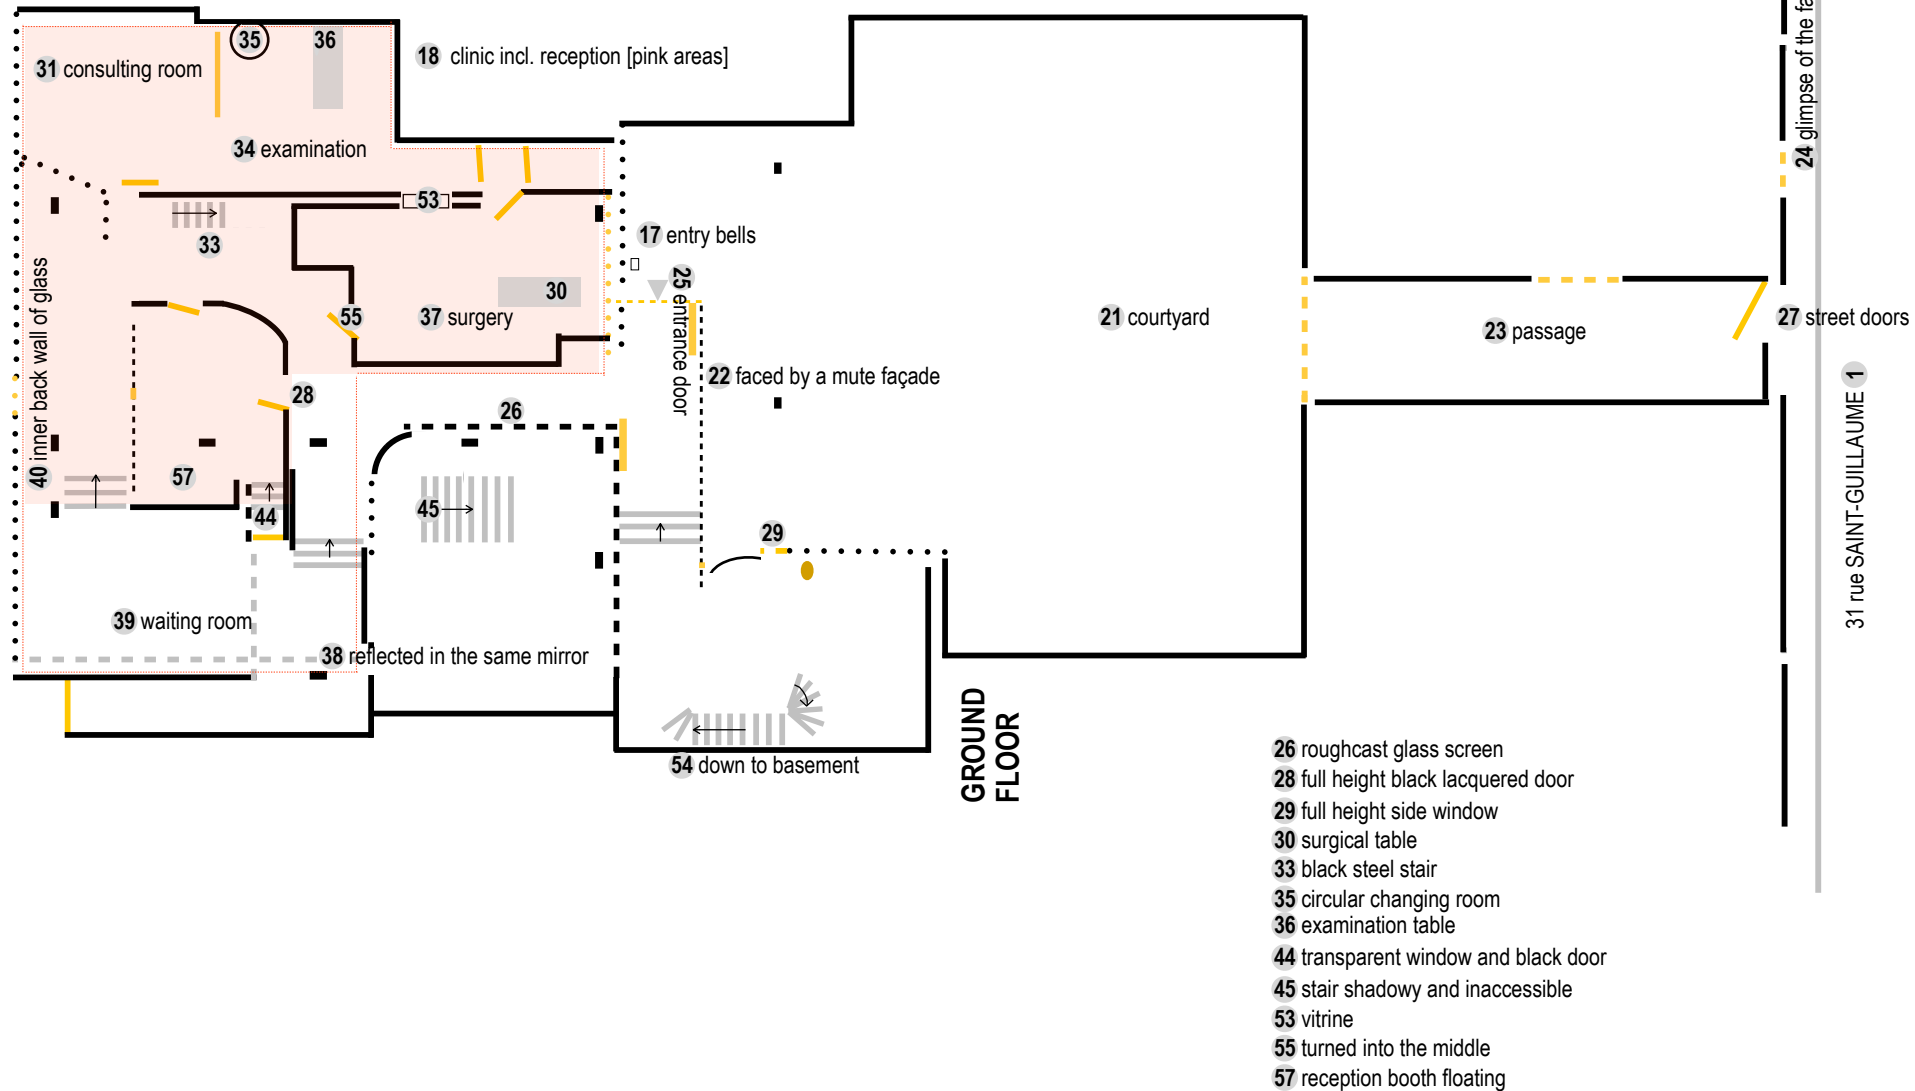 35
36
18 clinic incl. reception [pink areas]
31 consulting room
24 glimpse of the fa
34 examination
53
33
17 entry bells
25 entrance door
30
55
37 surgery
21 courtyard
23 passage
27 street doors
22 faced by a mute façade
28
26
31 rue SAINT-GUILLAUME 1
40 inner back wall of glass
57
45
44
29
39 waiting room
38 reflected in the same mirror
54 down to basement
GROUND
FLOOR
26 roughcast glass screen
28 full height black lacquered door
29 full height side window
30 surgical table
33 black steel stair
35 circular changing room
36 examination table
44 transparent window and black door
45 stair shadowy and inaccessible
53 vitrine
55 turned into the middle
57 reception booth floating